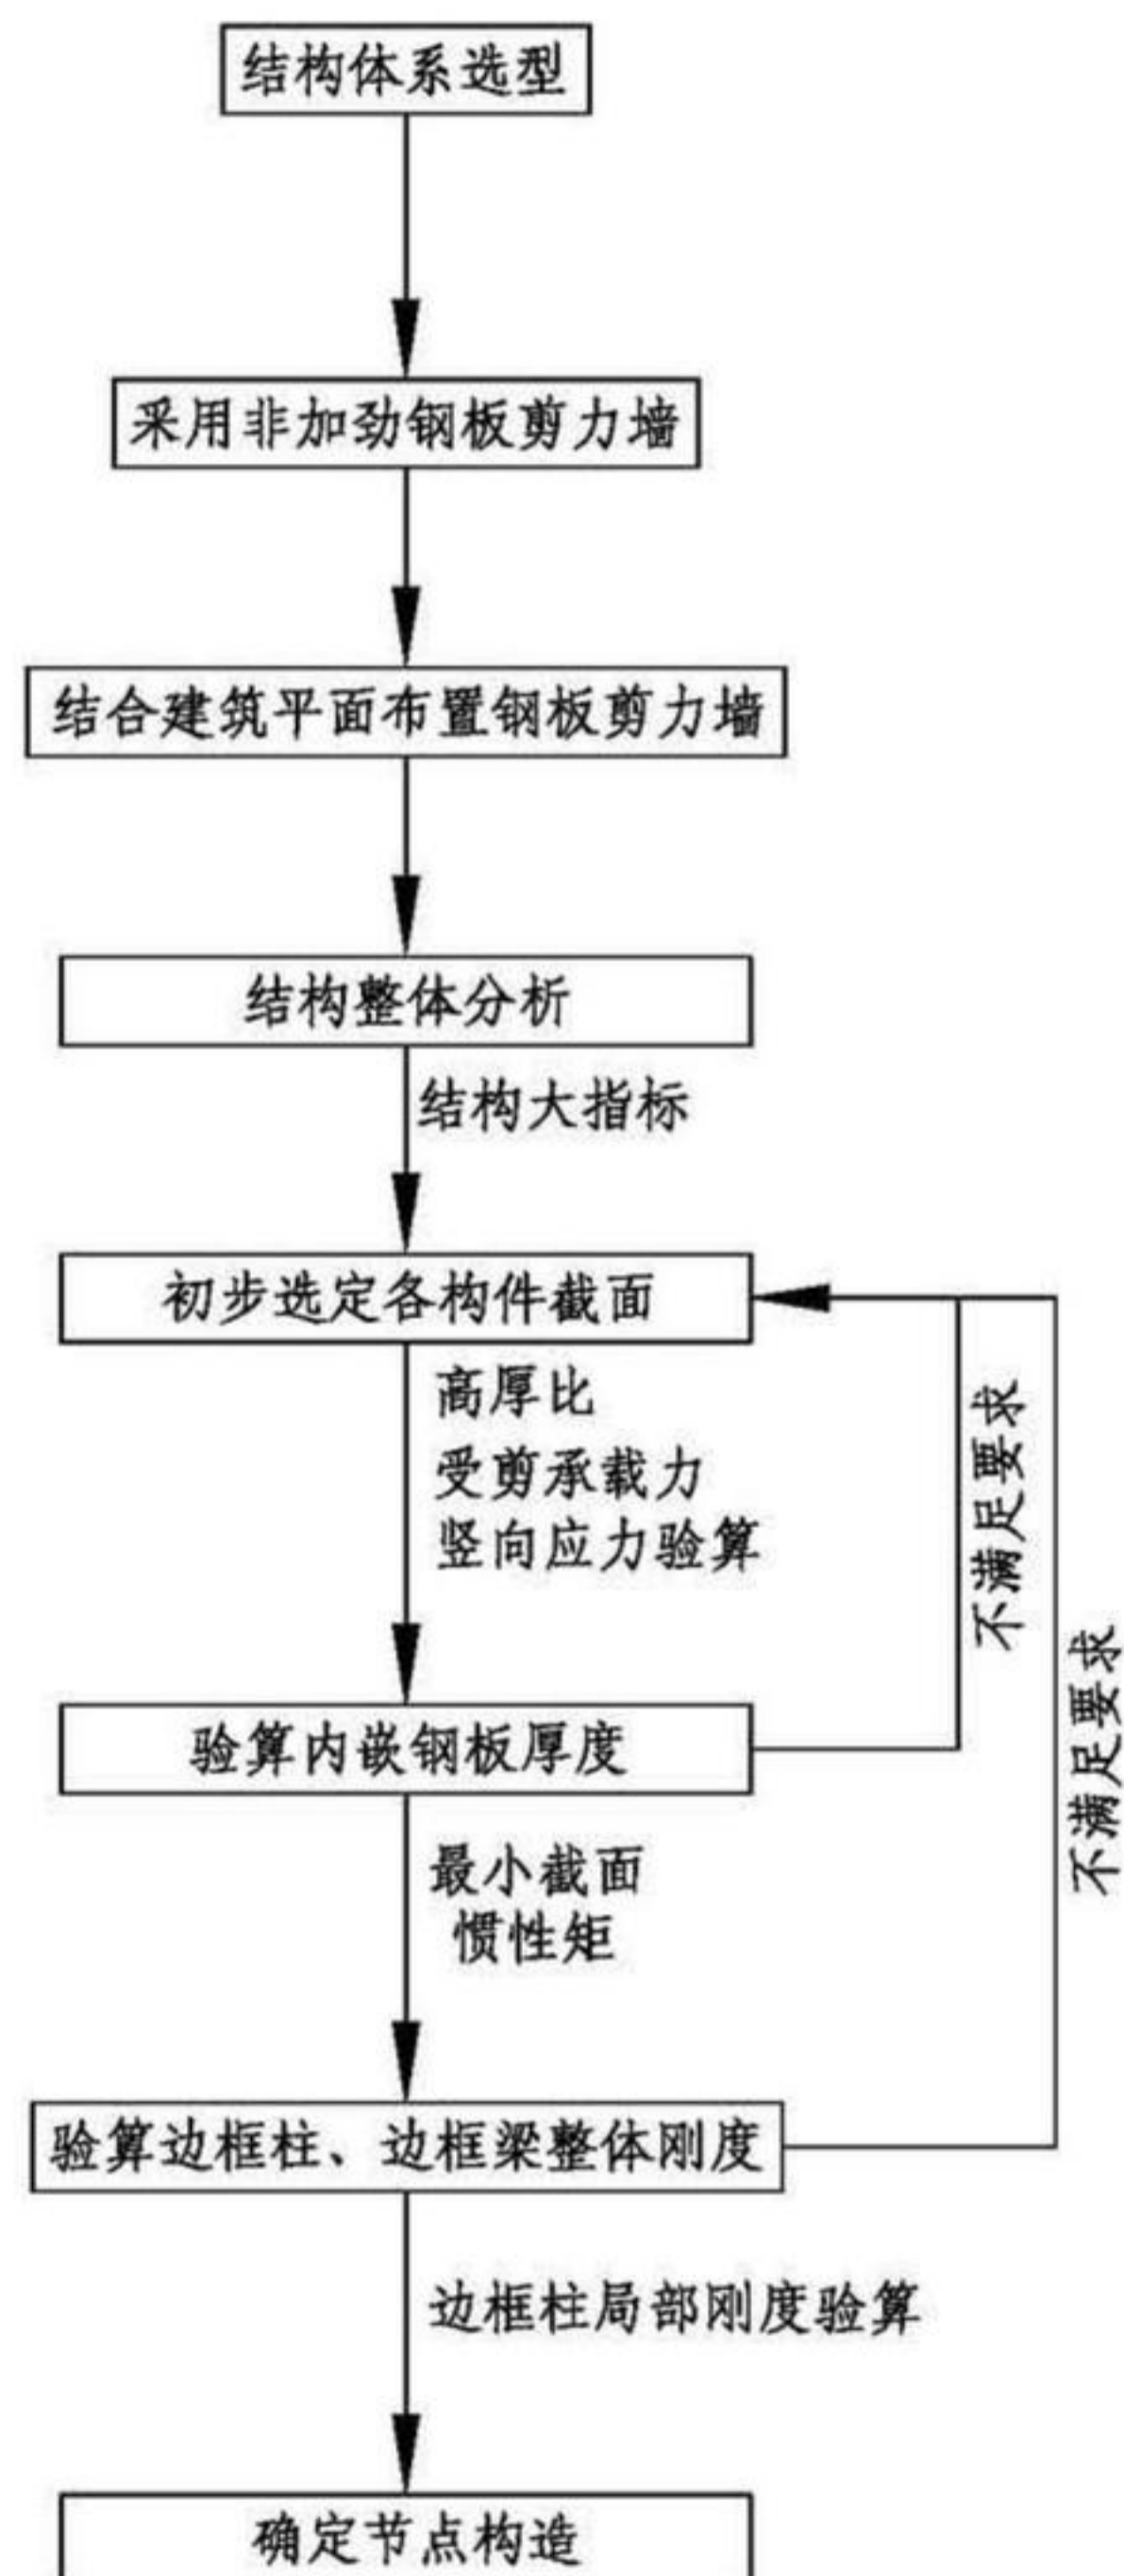 结构体系选型
采用非加劲钢板剪力墙
结合建筑平面布置钢板剪力墙
结构整体分析
结构大指标
初步选定各构件截面
高厚比
受剪承载力
竖向应力验算
不满足要求
验算内嵌钢板厚度
不满足要求
最小截面
惯性矩
验算边框柱、边框梁整体刚度
边框柱局部刚度验算
确定节点构造